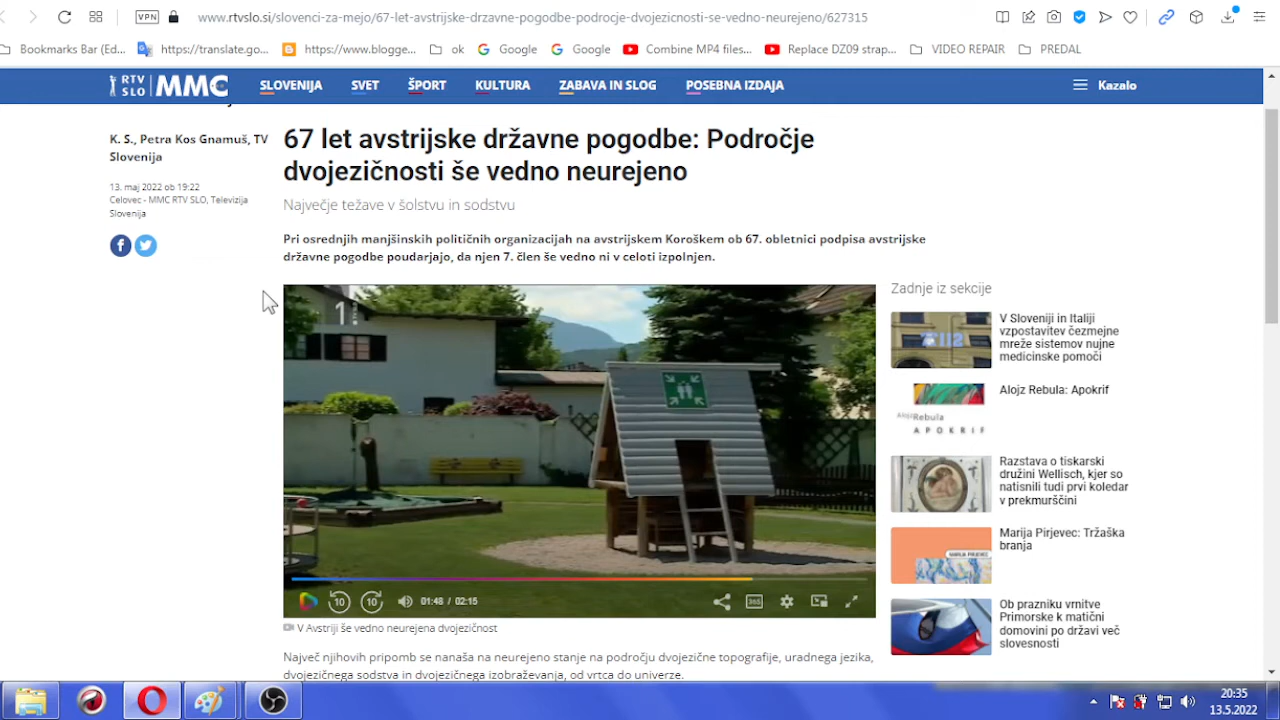 VPN
www.rtvslo.si/slovenci-za-mejo/67-let-avstrijske-drzavne-pogodbe-podrocje-dvojezicnosti-se-vedno-neurejeno/627315
Bookmarks Bar (Ed... https://translate.go... https://www.blogge... ok Google Google Combine MP4 files... Replace DZ09 strap... VIDEO REPAIR PREDAL
RTV SLO MMC SLOVENIJA SVET ŠPORT KULTURA ZABAVA IN SLOG POSEBNA IZDAJA Kazalo
K. S., Petra Kos Gnamuš, TV
Slovenija
13. maj 2022 ob 19:22
Celovec - MMC RTV SLO, Televizija
Slovenija
67 let avstrijske državne pogodbe: Področje
dvojezičnosti še vedno neurejeno
Največje težave v šolstvu in sodstvu
Pri osrednjih manjšinskih političnih organizacijah na avstrijskem Koroškem ob 67. obletnici podpisa avstrijske
državne pogodbe poudarjajo, da njen 7. člen še vedno ni v celoti izpolnjen.
1
10 10 01:48 / 02:15 365
V Avstriji še vedno neurejena dvojezičnost
Največ njihovih pripomb se nanaša na neurejeno stanje na področju dvojezične topografije, uradnega jezika,
dvojezičnega sodstva in dvojezičnega izobraževanja, od vrtca do univerze.
Zadnje iz sekcije
112
V Sloveniji in Italiji
vzpostavitev čezmejne
mreže sistemov nujne
medicinske pomoči
Rebula
APOKRIF
Alojz Rebula: Apokrif
Razstava o tiskarski
družini Wellisch, kjer so
natisnili tudi prvi koledar
v prekmurščini
MARIJA PIRJEVEC
Marija Pirjevec: Tržaška
branja
Ob prazniku vrnitve
Primorske k matični
domovini po državi več
slovesnosti
20:35
13.5.2022